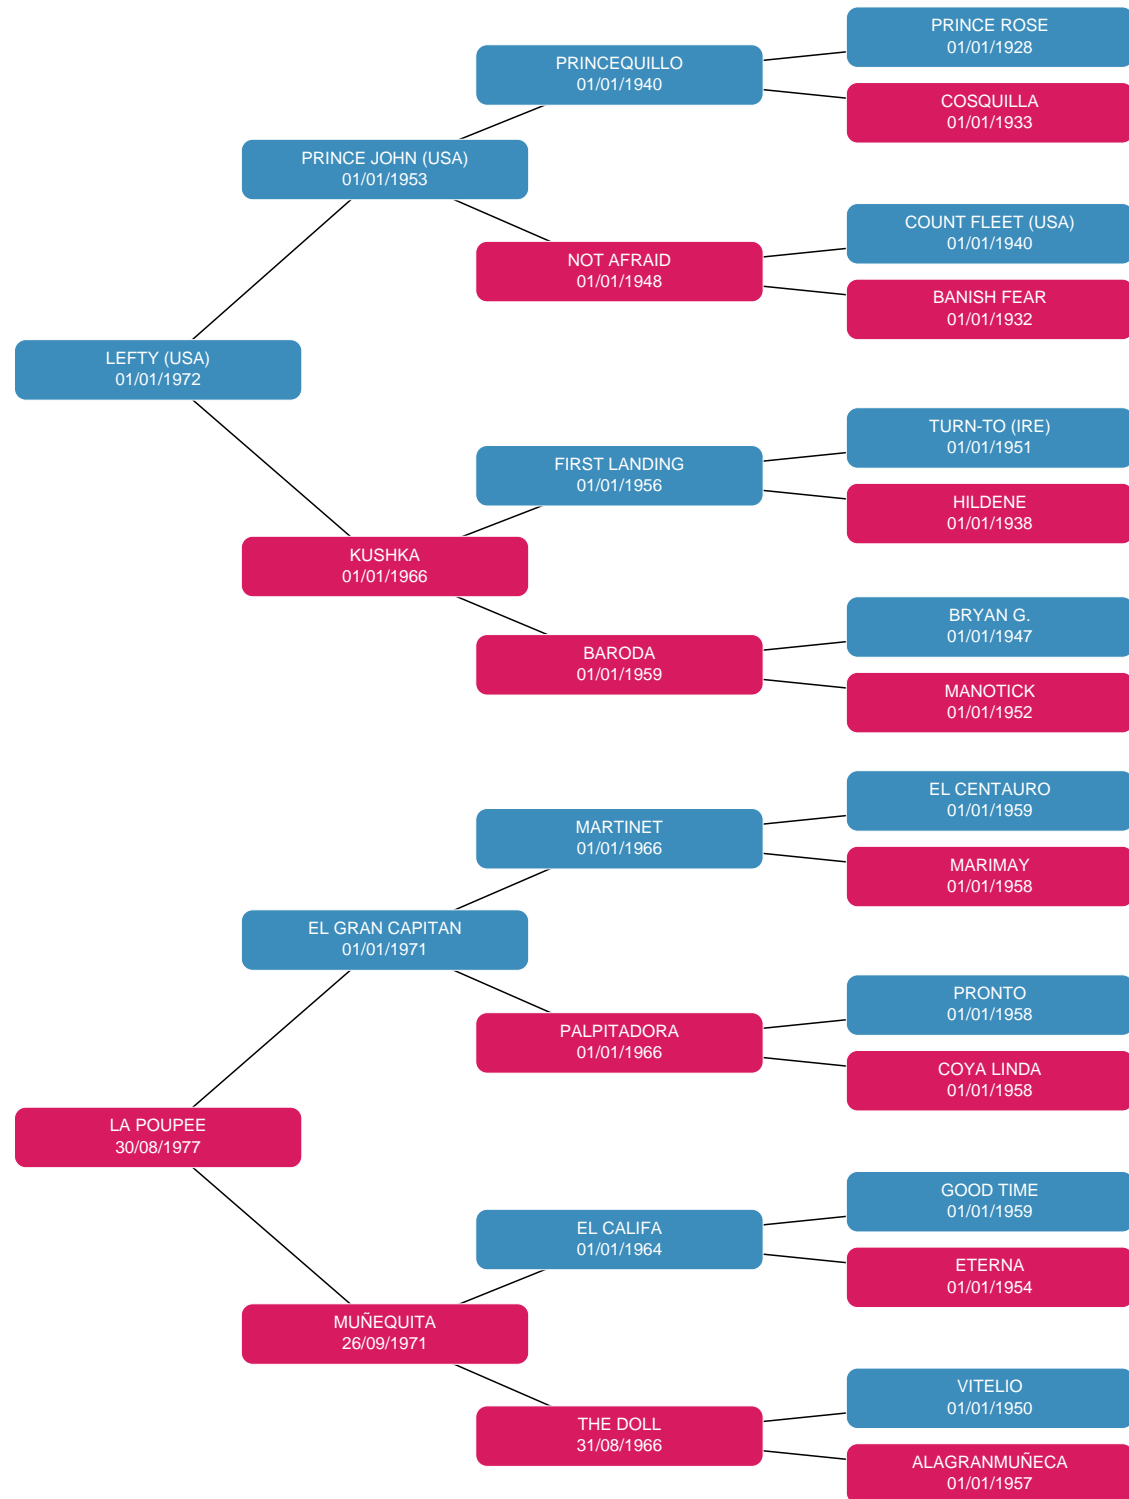 PRINCE ROSE
01/01/1928
PRINCEQUILLO
01/01/1940
COSQUILLA
01/01/1933
PRINCE JOHN (USA)
01/01/1953
COUNT FLEET (USA)
01/01/1940
NOT AFRAID
01/01/1948
BANISH FEAR
01/01/1932
LEFTY (USA)
01/01/1972
TURN-TO (IRE)
01/01/1951
FIRST LANDING
01/01/1956
HILDENE
01/01/1938
KUSHKA
01/01/1966
BRYAN G.
01/01/1947
BARODA
01/01/1959
MANOTICK
01/01/1952
EL CENTAURO
01/01/1959
MARTINET
01/01/1966
MARIMAY
01/01/1958
EL GRAN CAPITAN
01/01/1971
PRONTO
01/01/1958
PALPITADORA
01/01/1966
COYA LINDA
01/01/1958
LA POUPEE
30/08/1977
GOOD TIME
01/01/1959
EL CALIFA
01/01/1964
ETERNA
01/01/1954
MUÑEQUITA
26/09/1971
VITELIO
01/01/1950
THE DOLL
31/08/1966
ALAGRANMUÑECA
01/01/1957